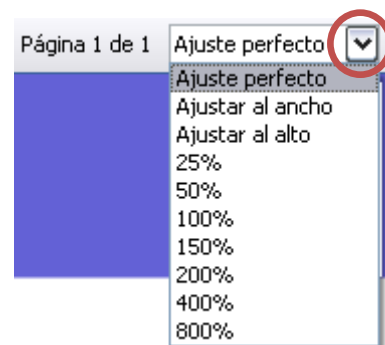 Página 1 de 1 Ajuste perfecto
Ajuste perfecto
Ajustar al ancho
Ajustar al alto
25%
50%
100%
150%
200%
400%
800%